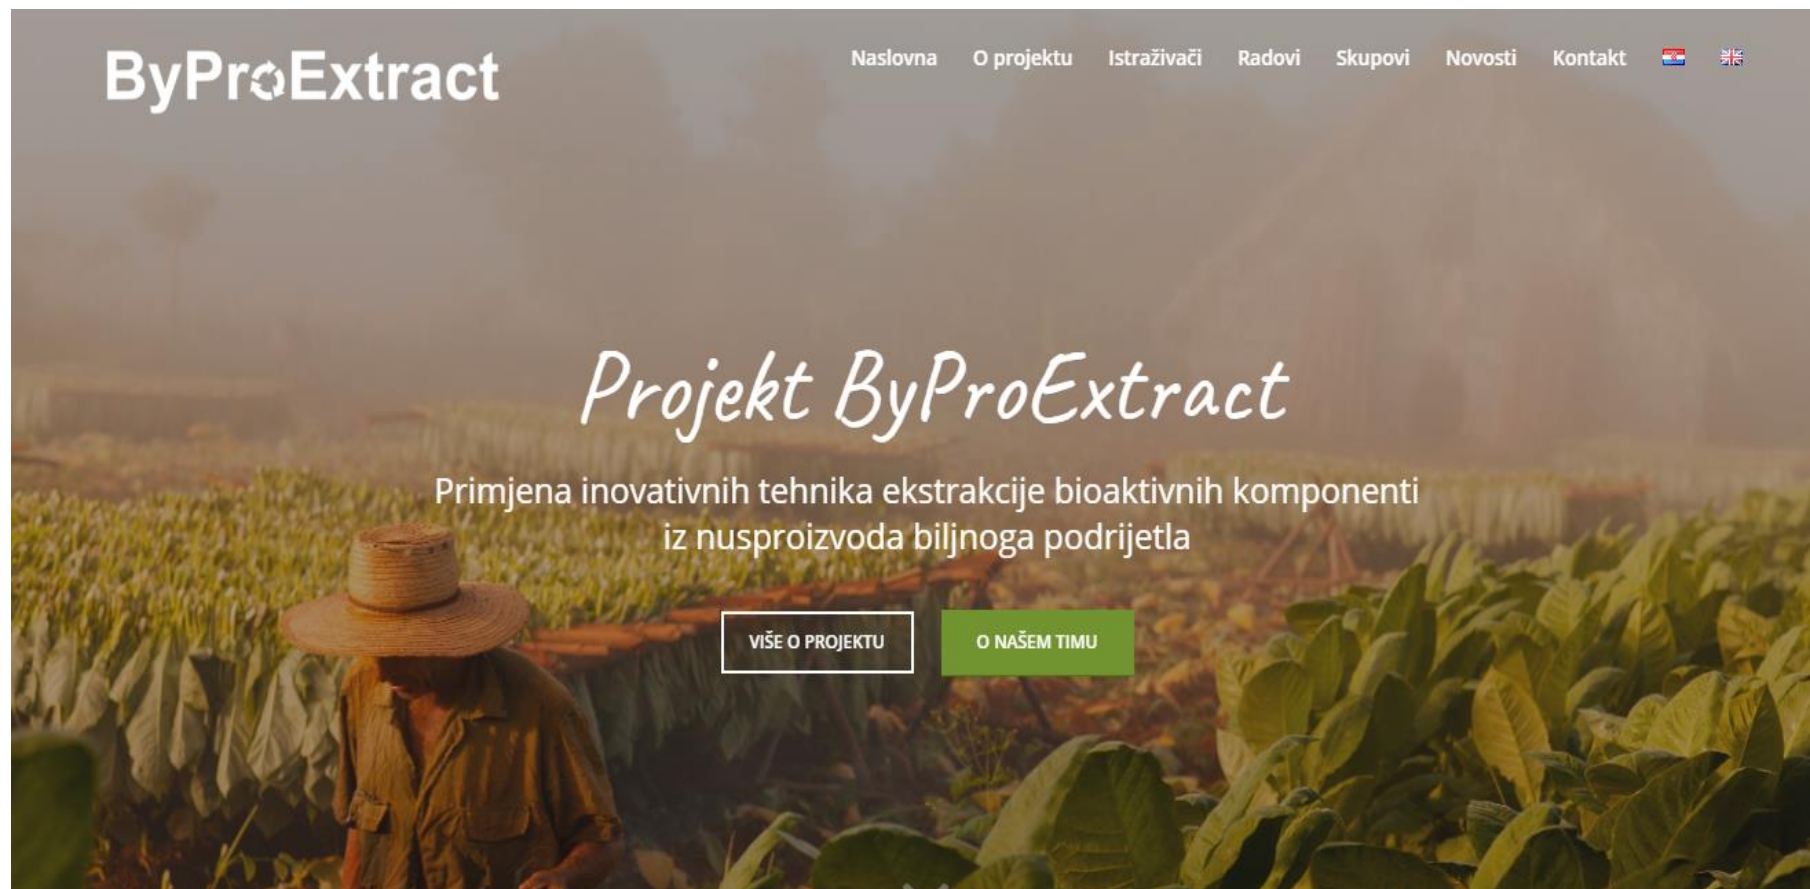 ByProExtract
Naslovna O projektu Istraživači Radovi Skupovi Novosti Kontakt
Projekt ByProExtract
Primjena inovativnih tehnika ekstrakcije bioaktivnih komponenti
iz nusproizvoda biljnoga podrijetla
VIŠE O PROJEKTU O NAŠEM TIMU